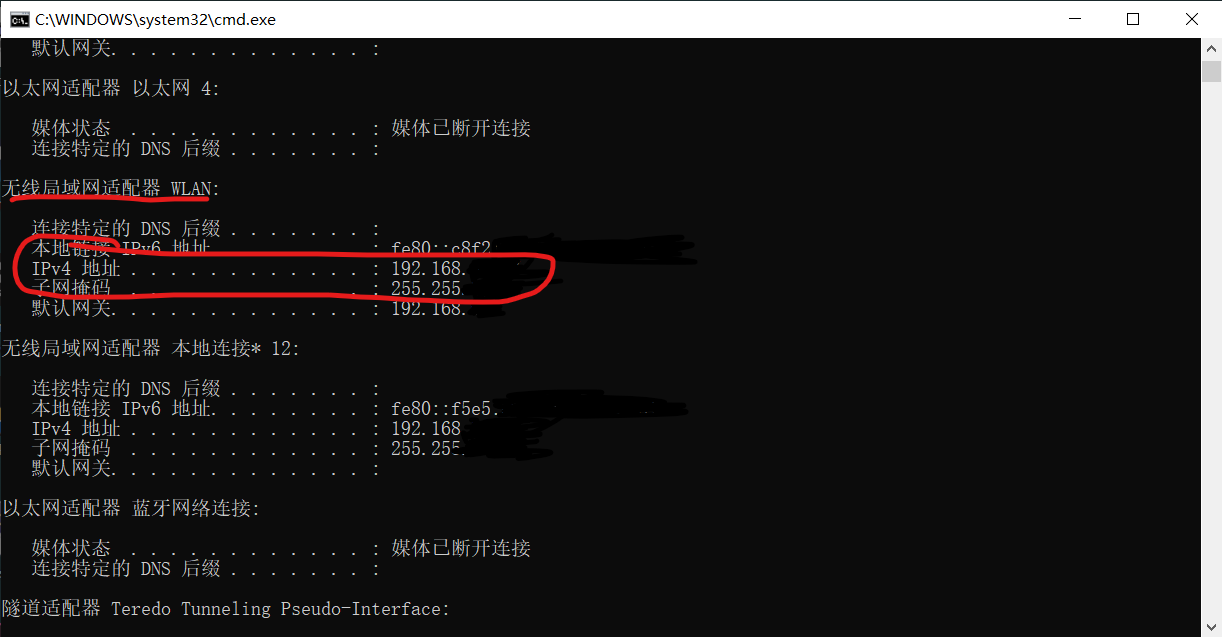 C:\WINDOWS\system32\cmd.exe
默认网关. . . . . . . . . . . . . :
以太网适配器 以太网 4:
媒体状态 . . . . . . . . . . . . : 媒体已断开连接
连接特定的 DNS 后缀 . . . . . . . :
无线局域网适配器 WLAN:
连接特定的 DNS 后缀 . . . . . . . :
本地链接 IPv6 地址. . . . . . . . : fe80::c8f2:
IPv4 地址 . . . . . . . . . . . . : 192.168.
子网掩码 . . . . . . . . . . . . : 255.255.
默认网关. . . . . . . . . . . . . : 192.168.
无线局域网适配器 本地连接* 12:
连接特定的 DNS 后缀 . . . . . . . :
本地链接 IPv6 地址. . . . . . . . : fe80::f5e5:
IPv4 地址 . . . . . . . . . . . . : 192.168
子网掩码 . . . . . . . . . . . . : 255.255.
默认网关. . . . . . . . . . . . . :
以太网适配器 蓝牙网络连接:
媒体状态 . . . . . . . . . . . . : 媒体已断开连接
连接特定的 DNS 后缀 . . . . . . . :
隧道适配器 Teredo Tunneling Pseudo-Interface: